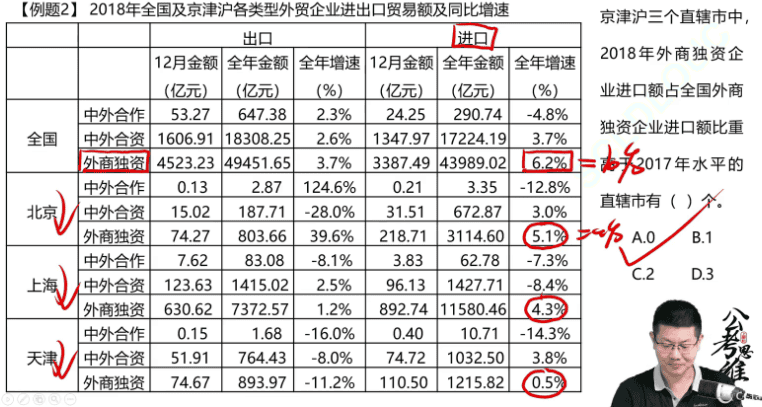 【例题2】 2018年全国及京津沪各类型外贸企业进出口贸易额及同比增速
出口 进口
12月金额(亿元) 全年金额(亿元) 全年增速(%) 12月金额(亿元) 全年金额(亿元) 全年增速(%)
全国 中外合作 53.27 647.38 2.3% 24.25 290.74 -4.8%
中外合资 1606.91 18308.25 2.6% 1347.97 17224.19 3.7%
外商独资 4523.23 49451.65 3.7% 3387.49 43989.02 6.2%
北京 中外合作 0.13 2.87 124.6% 0.21 3.35 -12.8%
中外合资 15.02 187.71 -28.0% 31.51 672.87 3.0%
外商独资 74.27 803.66 39.6% 218.71 3114.60 5.1%
上海 中外合作 7.62 83.08 -8.1% 3.83 62.78 -7.3%
中外合资 123.63 1415.02 2.5% 96.13 1427.71 -8.4%
外商独资 630.62 7372.57 1.2% 892.74 11580.46 4.3%
天津 中外合作 0.15 1.68 -16.0% 0.40 10.71 -14.3%
中外合资 51.91 764.43 -8.0% 74.72 1032.50 3.8%
外商独资 74.67 893.97 -11.2% 110.50 1215.82 0.5%
京津沪三个直辖市中，
2018年外商独资企
业进口额占全国外商
独资企业进口额比重
高于2017年水平的
直辖市有（ ）个。
A.0 B.1
C.2 D.3
公考思维